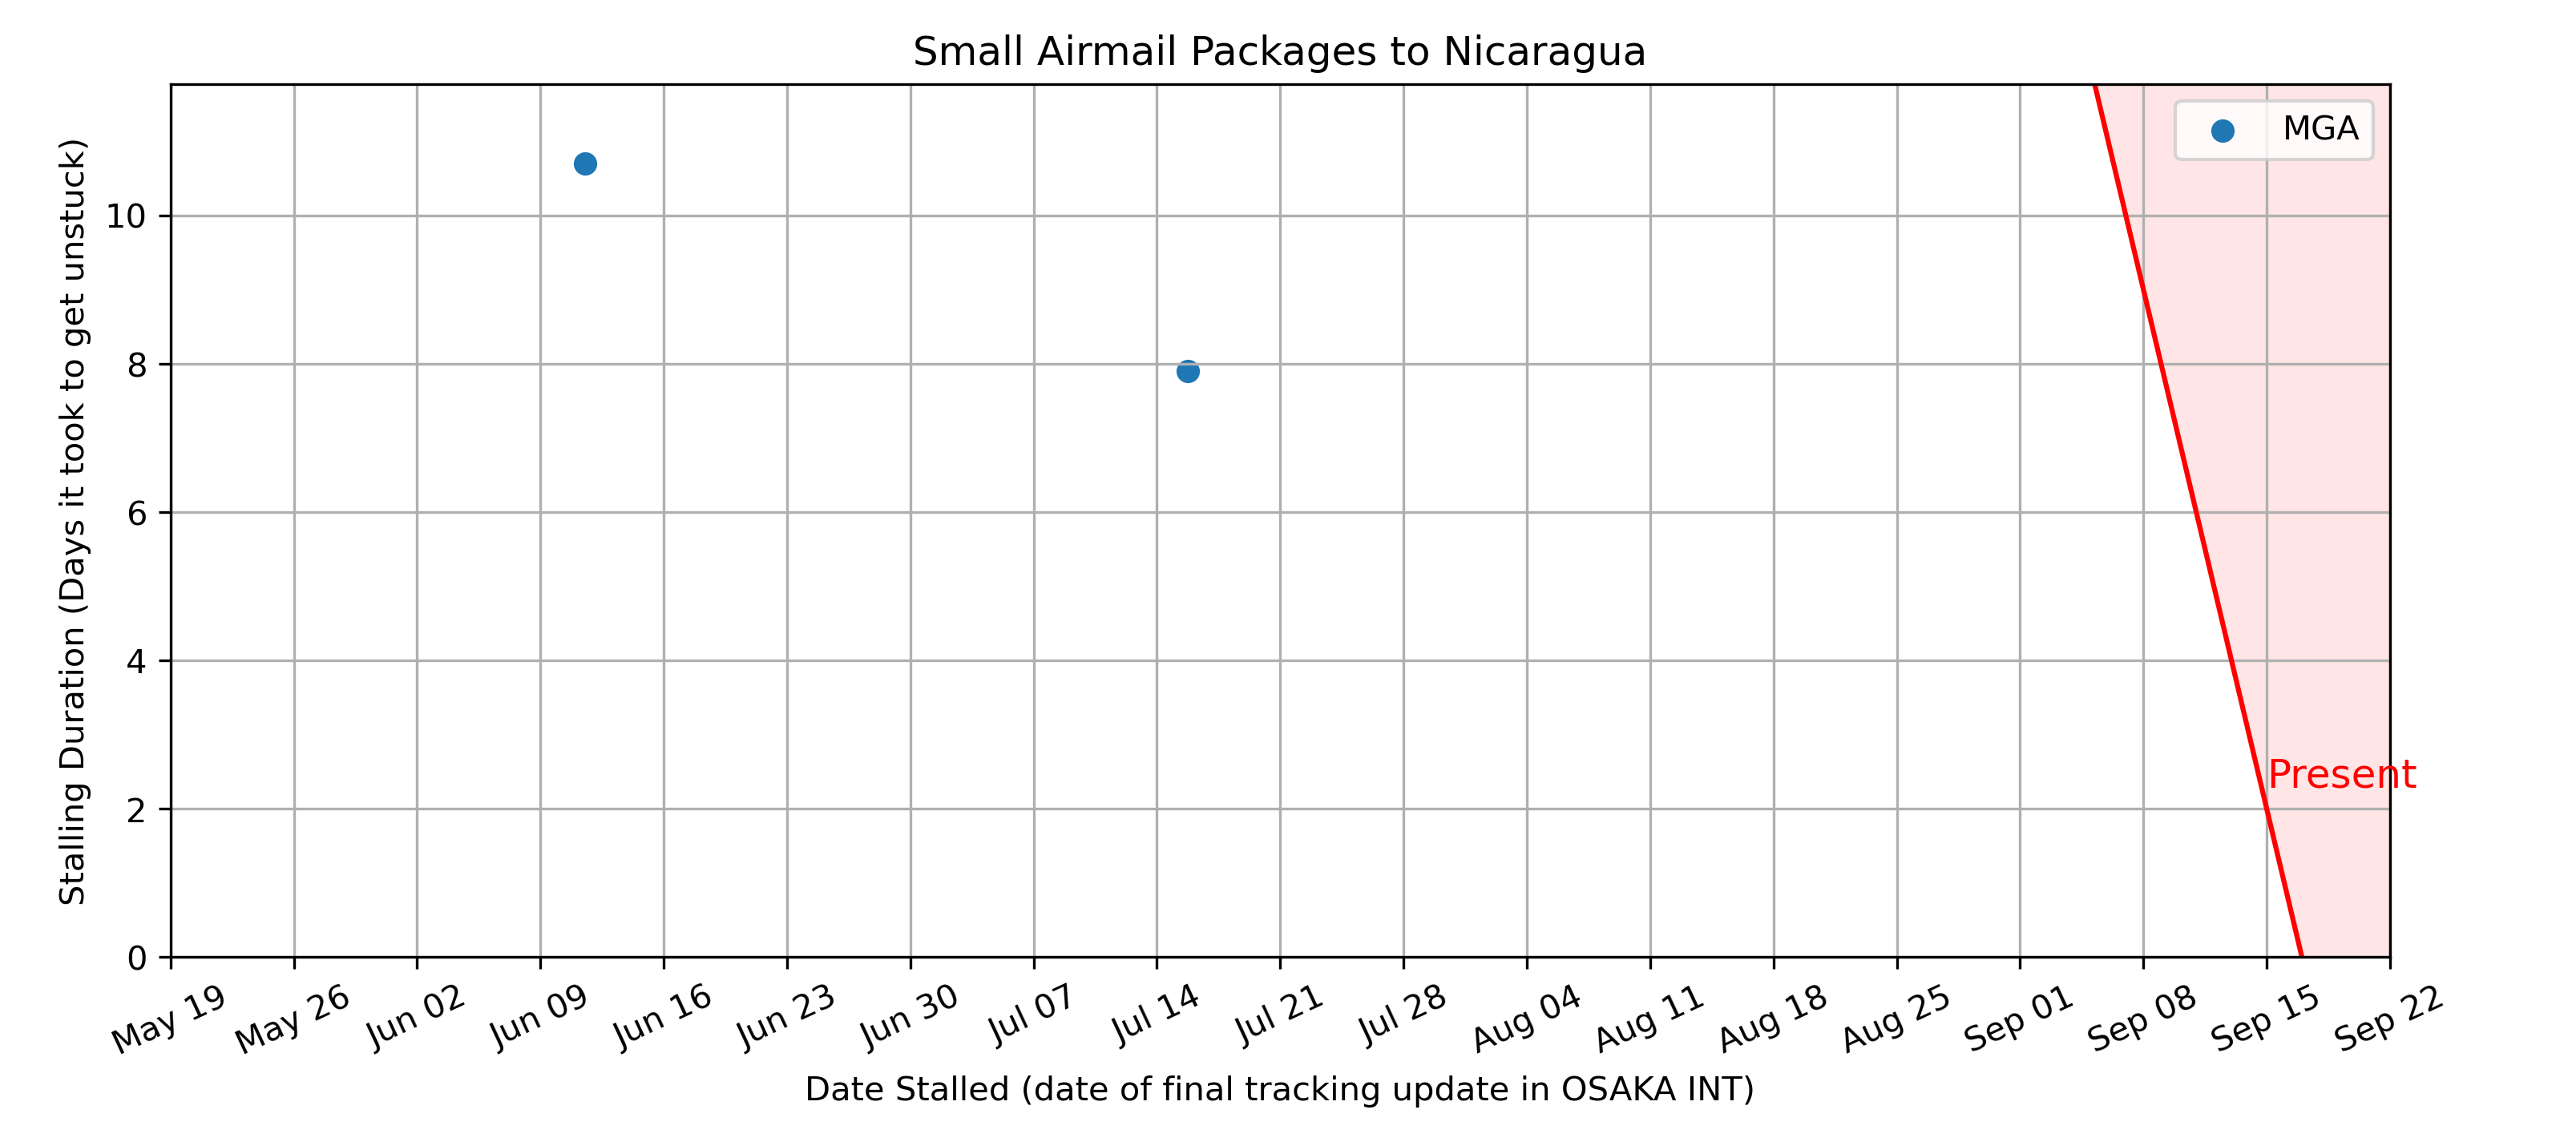 Small Airmail Packages to Nicaragua
MGA
Stalling Duration (Days it took to get unstuck)
10
8
6
4
2
0
Present
May 19 May 26 Jun 02 Jun 09 Jun 16 Jun 23 Jun 30 Jul 07 Jul 14 Jul 21 Jul 28 Aug 04 Aug 11 Aug 18 Aug 25 Sep 01 Sep 08 Sep 15 Sep 22
Date Stalled (date of final tracking update in OSAKA INT)